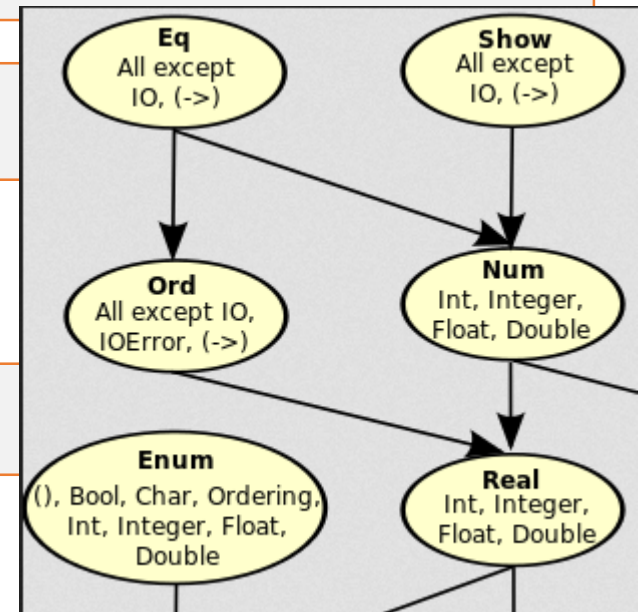 Eq
All except
IO, (->)
Show
All except
IO, (->)
Ord
All except IO,
IOError, (->)
Num
Int, Integer,
Float, Double
Enum
(), Bool, Char, Ordering,
Int, Integer, Float,
Double
Real
Int, Integer,
Float, Double